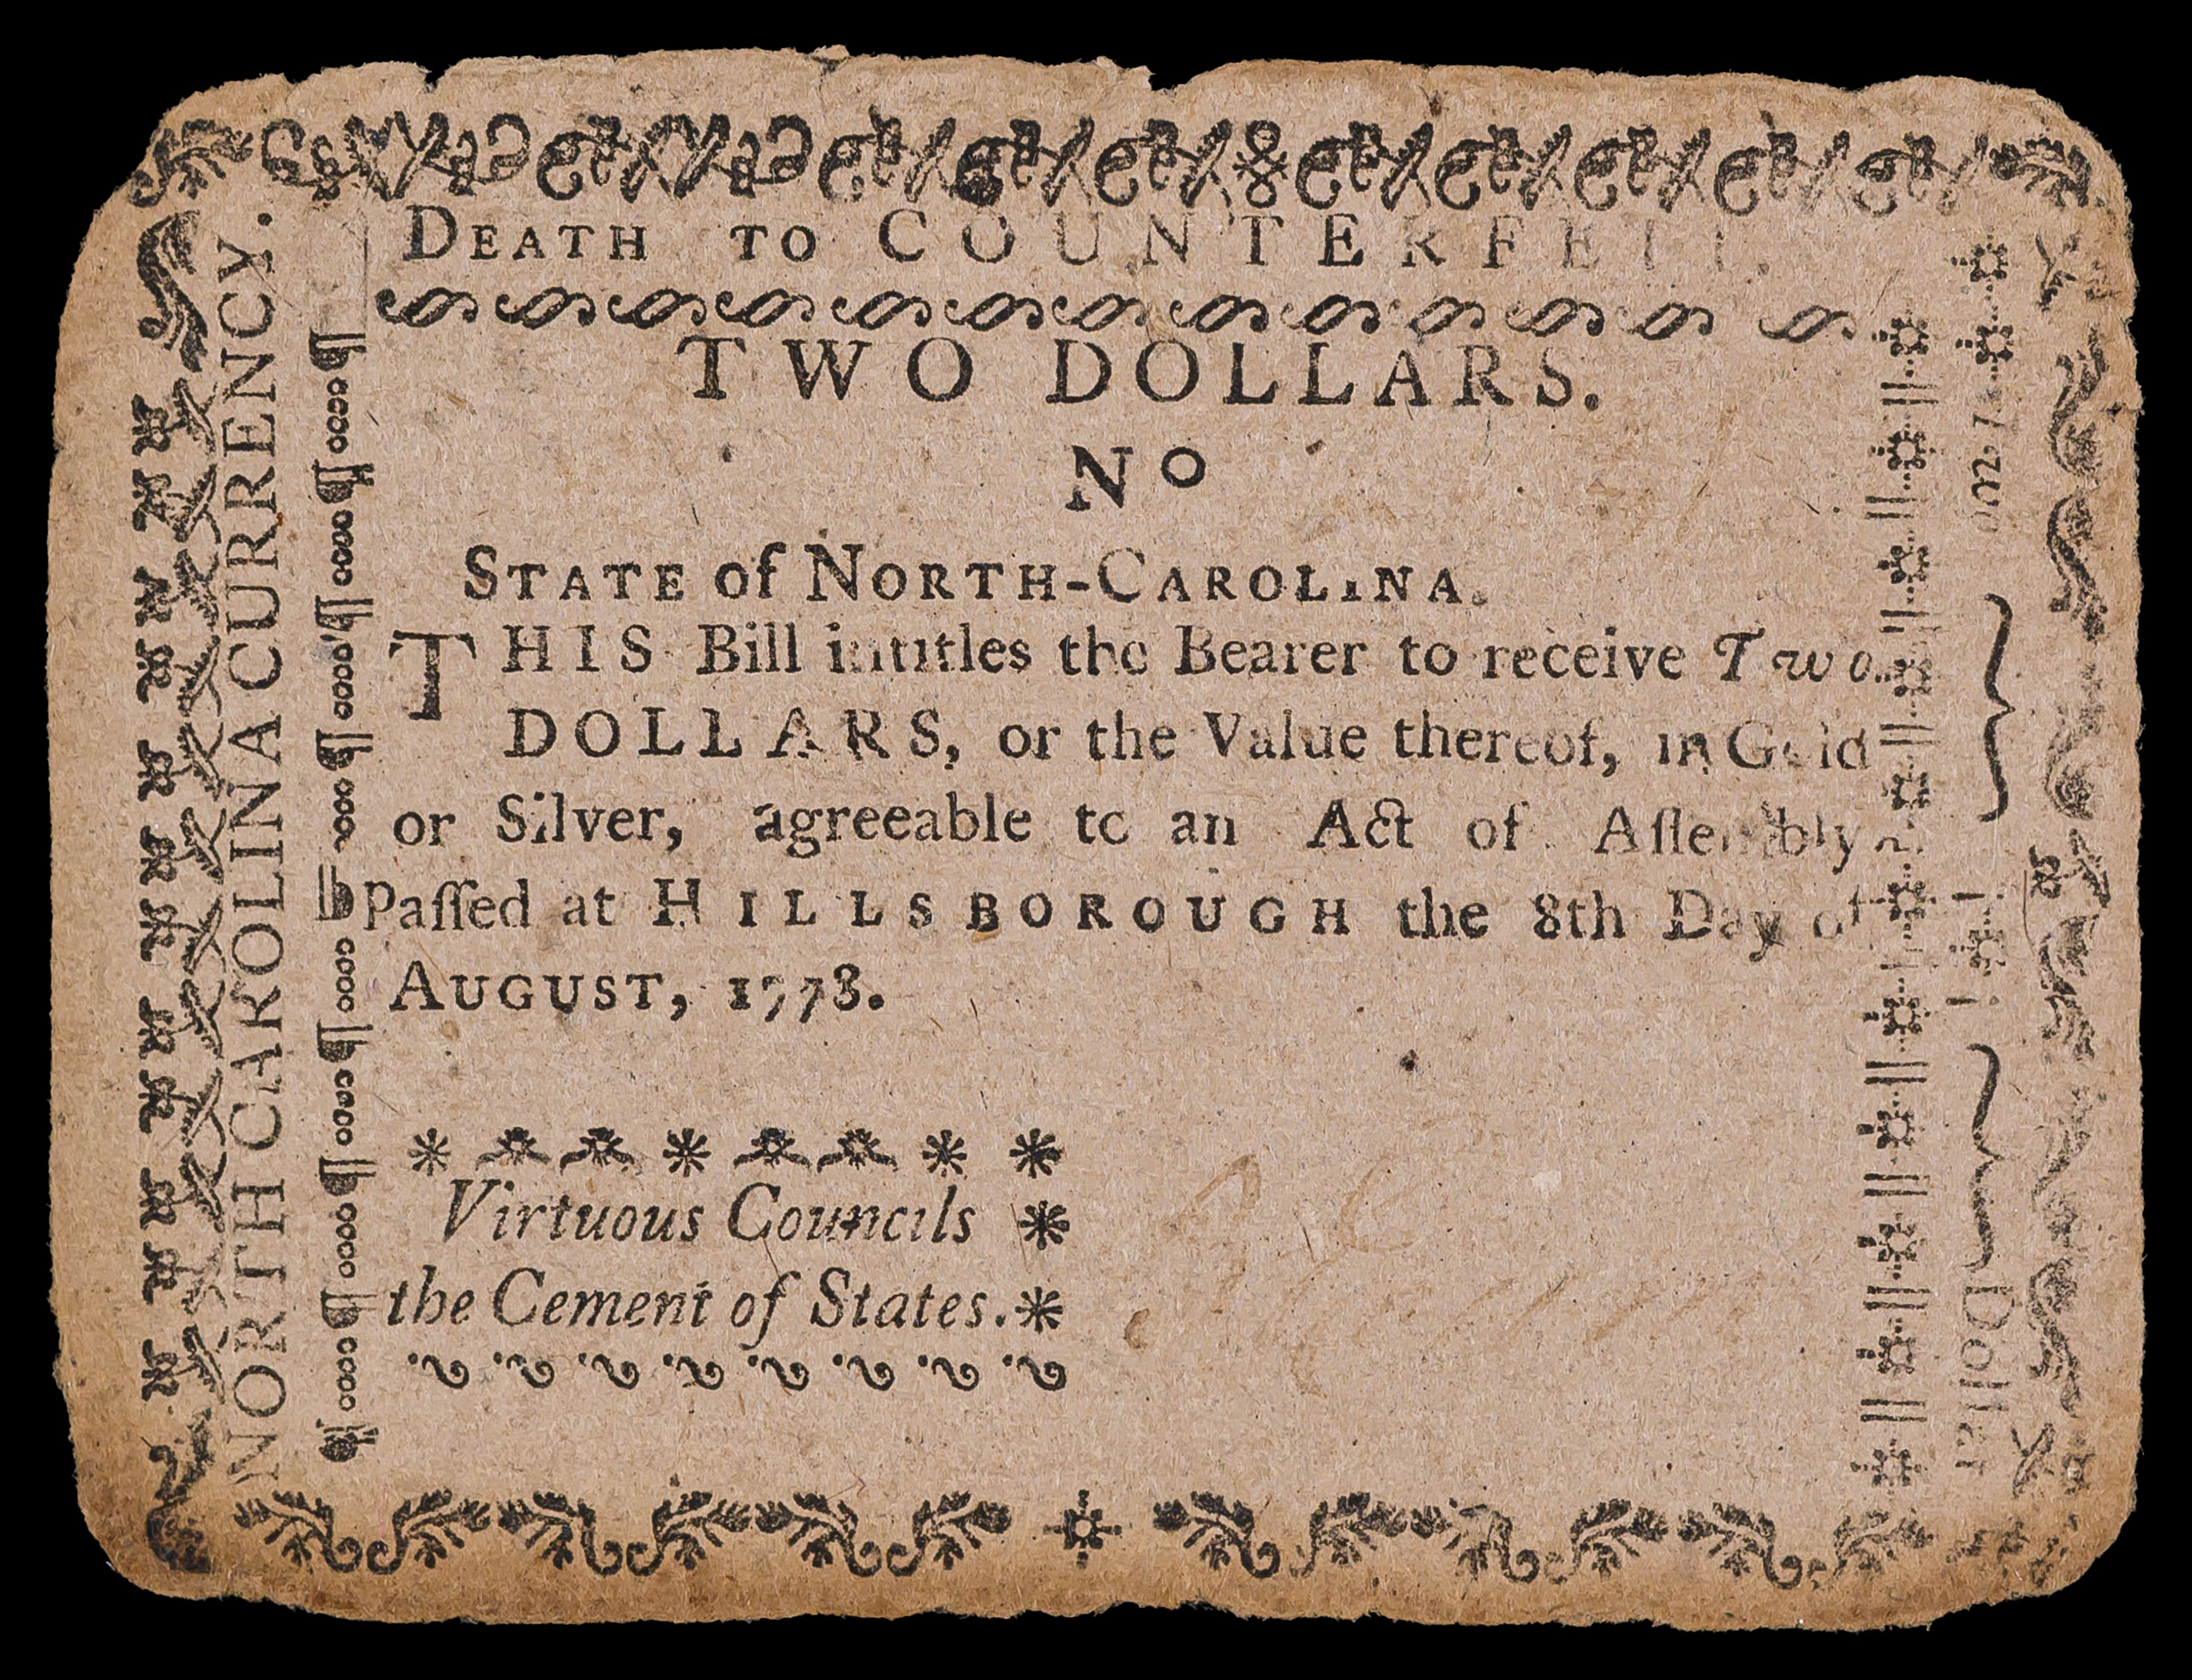 DEATH TO COUNTERFEIT.
TWO DOLLARS.
No
STATE of NORTH-CAROLINA.
THIS Bill intitles the Bearer to receive Two
DOLLARS, or the Value thereof, in Gold
or Silver, agreeable to an Act of Aſſembly
Paſſed at HILLSBOROUGH the 8th Day of
AUGUST, 1778.
Virtuous Councils
the Cement of States.
NORTH CAROLINA CURRENCY.
Two
Dollars